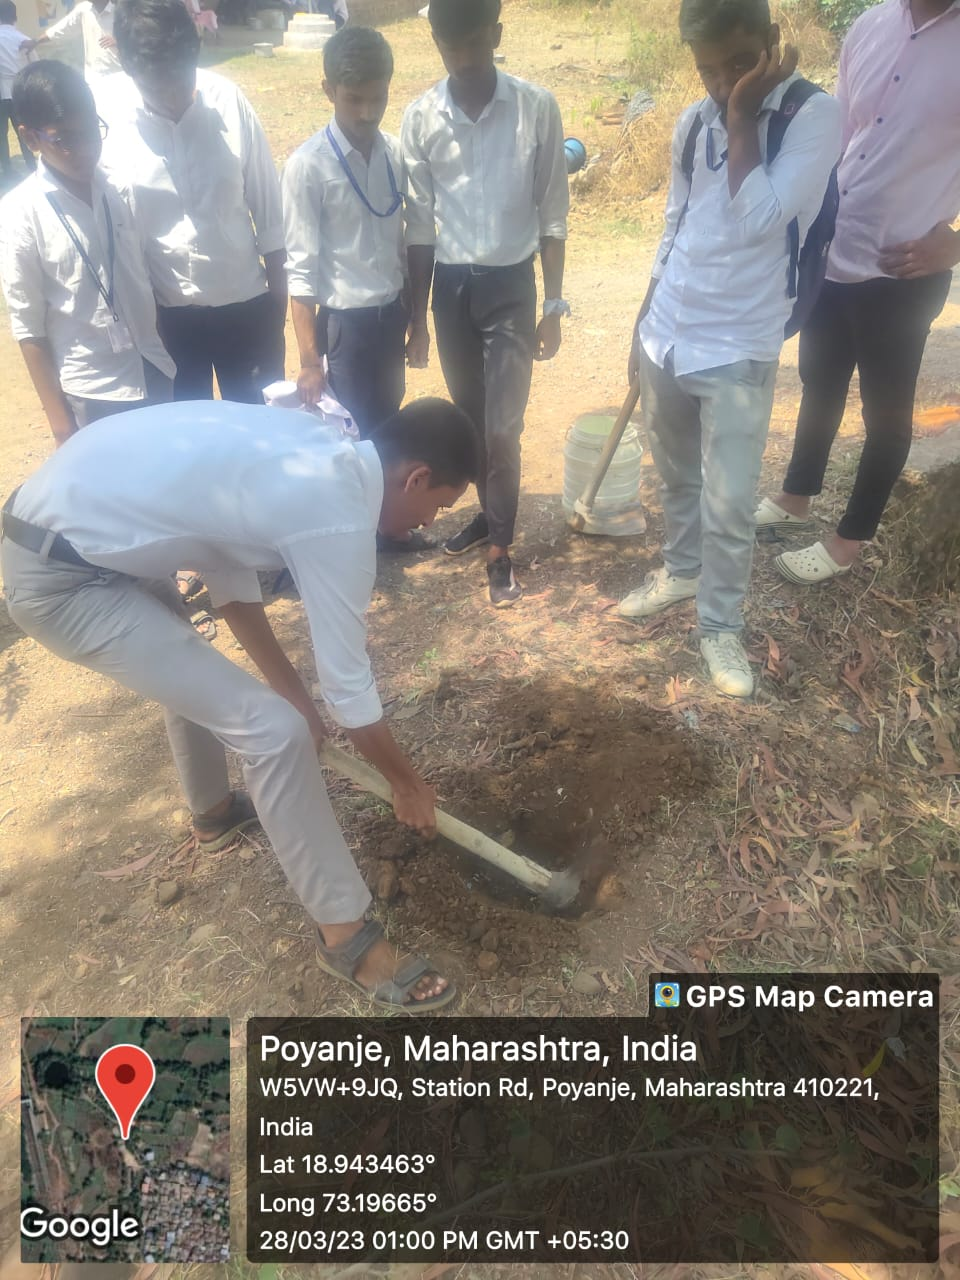 GPS Map Camera
Poyanje, Maharashtra, India
W5VW+9JQ, Station Rd, Poyanje, Maharashtra 410221,
India
Lat 18.943463°
Long 73.19665°
28/03/23 01:00 PM GMT +05:30
Google